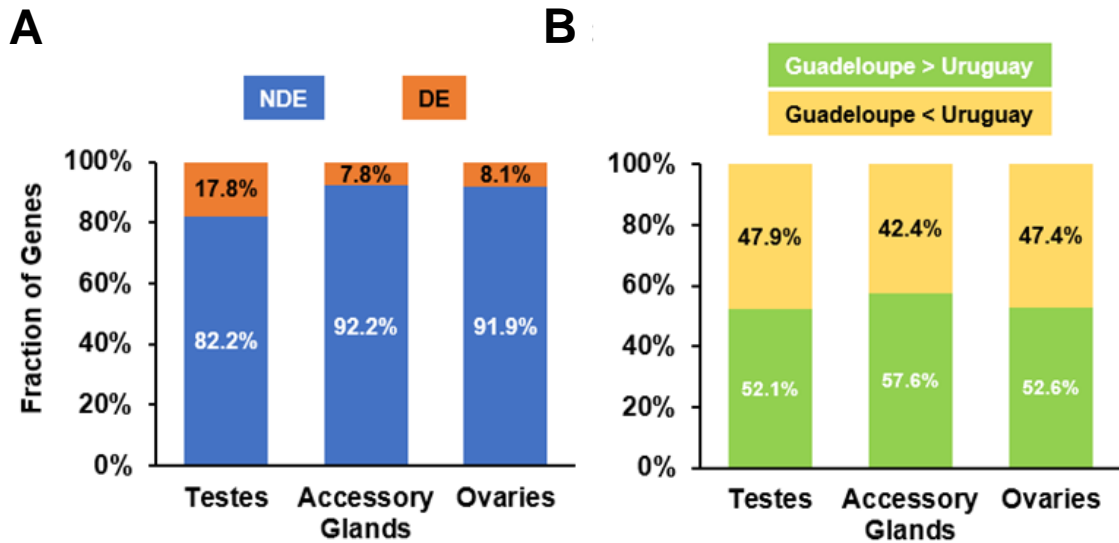 A
NDE DE
Fraction of Genes
100%
80%
60%
40%
20%
0%
17.8% 7.8% 8.1%
82.2% 92.2% 91.9%
Testes Accessory Ovaries
Glands
B
Guadeloupe > Uruguay
Guadeloupe < Uruguay
100%
80%
60%
40%
20%
0%
47.9% 42.4% 47.4%
52.1% 57.6% 52.6%
Testes Accessory Ovaries
Glands